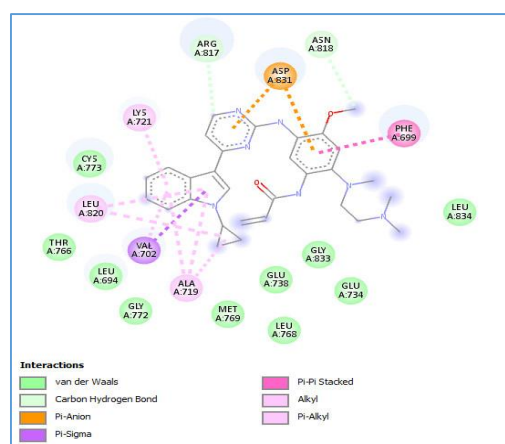 ARG
A:817
ASN
A:818
ASP
A:831
LYS
A:721
PHE
A:699
CYS
A:773
LEU
A:820
LEU
A:834
THR
A:766
VAL
A:702
GLY
A:833
LEU
A:694
ALA
A:719
GLU
A:738
GLU
A:734
GLY
A:772
MET
A:769
LEU
A:768
N
N
N
O
N
O
N
N
N
Interactions
van der Waals
Carbon Hydrogen Bond
Pi-Anion
Pi-Sigma
Pi-Pi Stacked
Alkyl
Pi-Alkyl